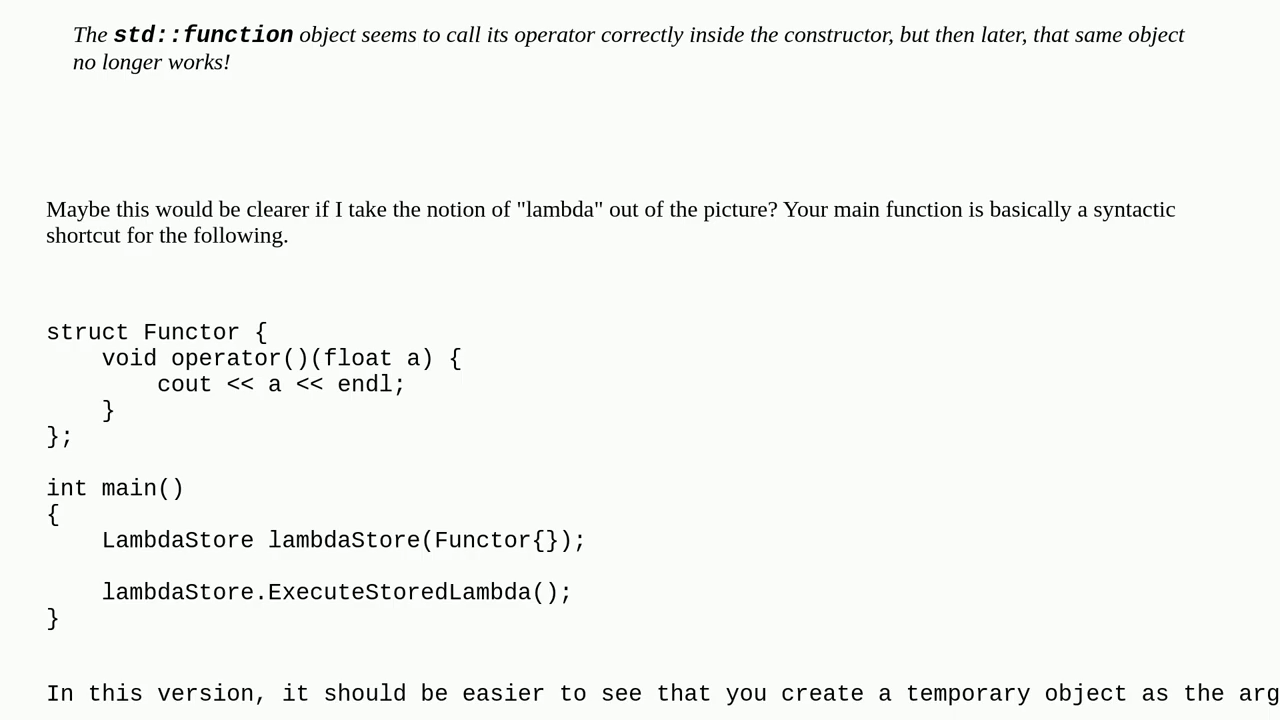 The std::function object seems to call its operator correctly inside the constructor, but then later, that same object
no longer works!
Maybe this would be clearer if I take the notion of "lambda" out of the picture? Your main function is basically a syntactic
shortcut for the following.
struct Functor {
    void operator()(float a) {
        cout << a << endl;
    }
};
int main()
{
    LambdaStore lambdaStore(Functor{});
    lambdaStore.ExecuteStoredLambda();
}
In this version, it should be easier to see that you create a temporary object as the arg